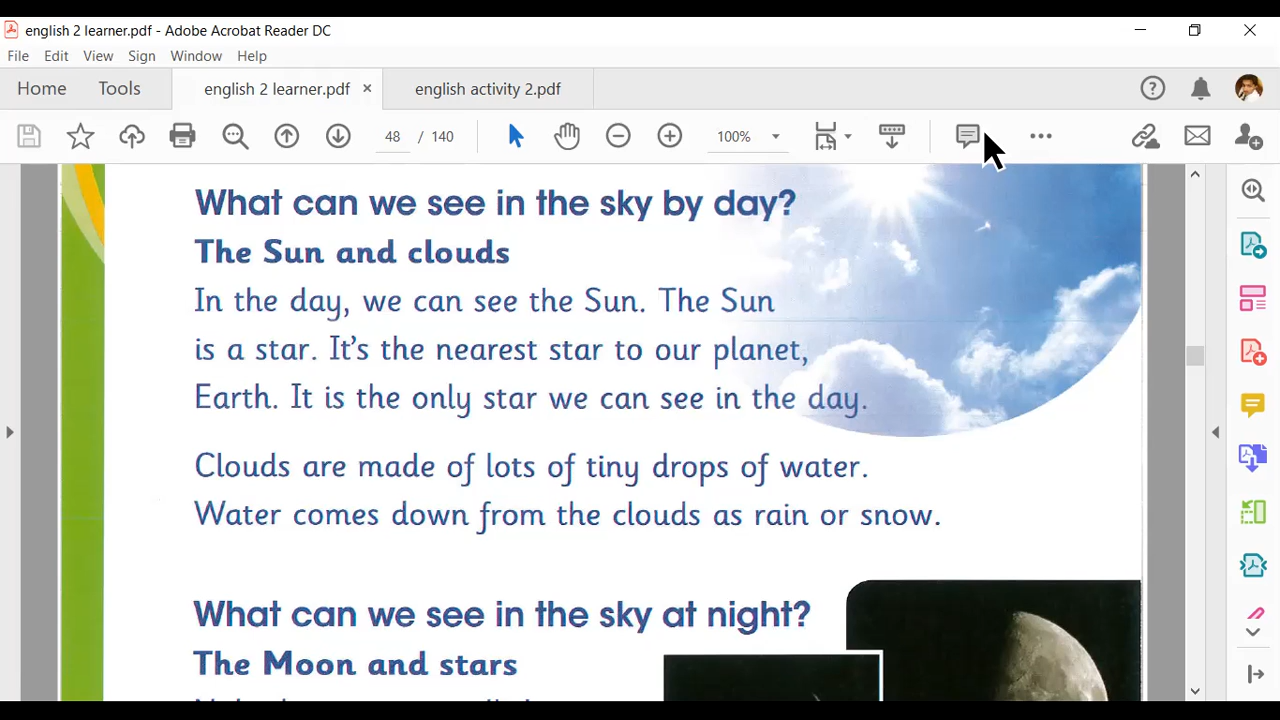 english 2 learner.pdf - Adobe Acrobat Reader DC
File Edit View Sign Window Help
Home Tools english 2 learner.pdf × english activity 2.pdf
48 / 140 100%
What can we see in the sky by day?
The Sun and clouds
In the day, we can see the Sun. The Sun
is a star. It's the nearest star to our planet,
Earth. It is the only star we can see in the day.
Clouds are made of lots of tiny drops of water.
Water comes down from the clouds as rain or snow.
What can we see in the sky at night?
The Moon and stars